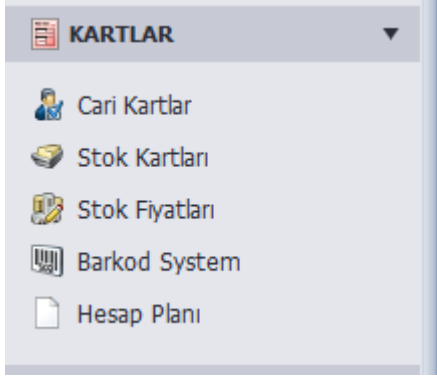 KARTLAR
Cari Kartlar
Stok Kartları
Stok Fiyatları
Barkod System
Hesap Planı